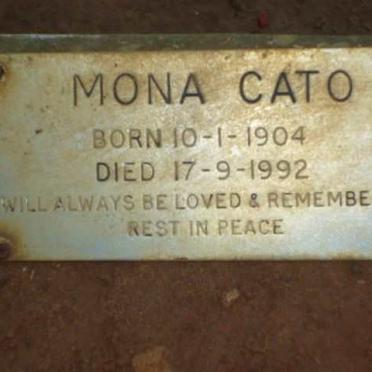 MONA CATO
BORN 10-1-1904
DIED 17-9-1992
WILL ALWAYS BE LOVED & REMEMBE
REST IN PEACE